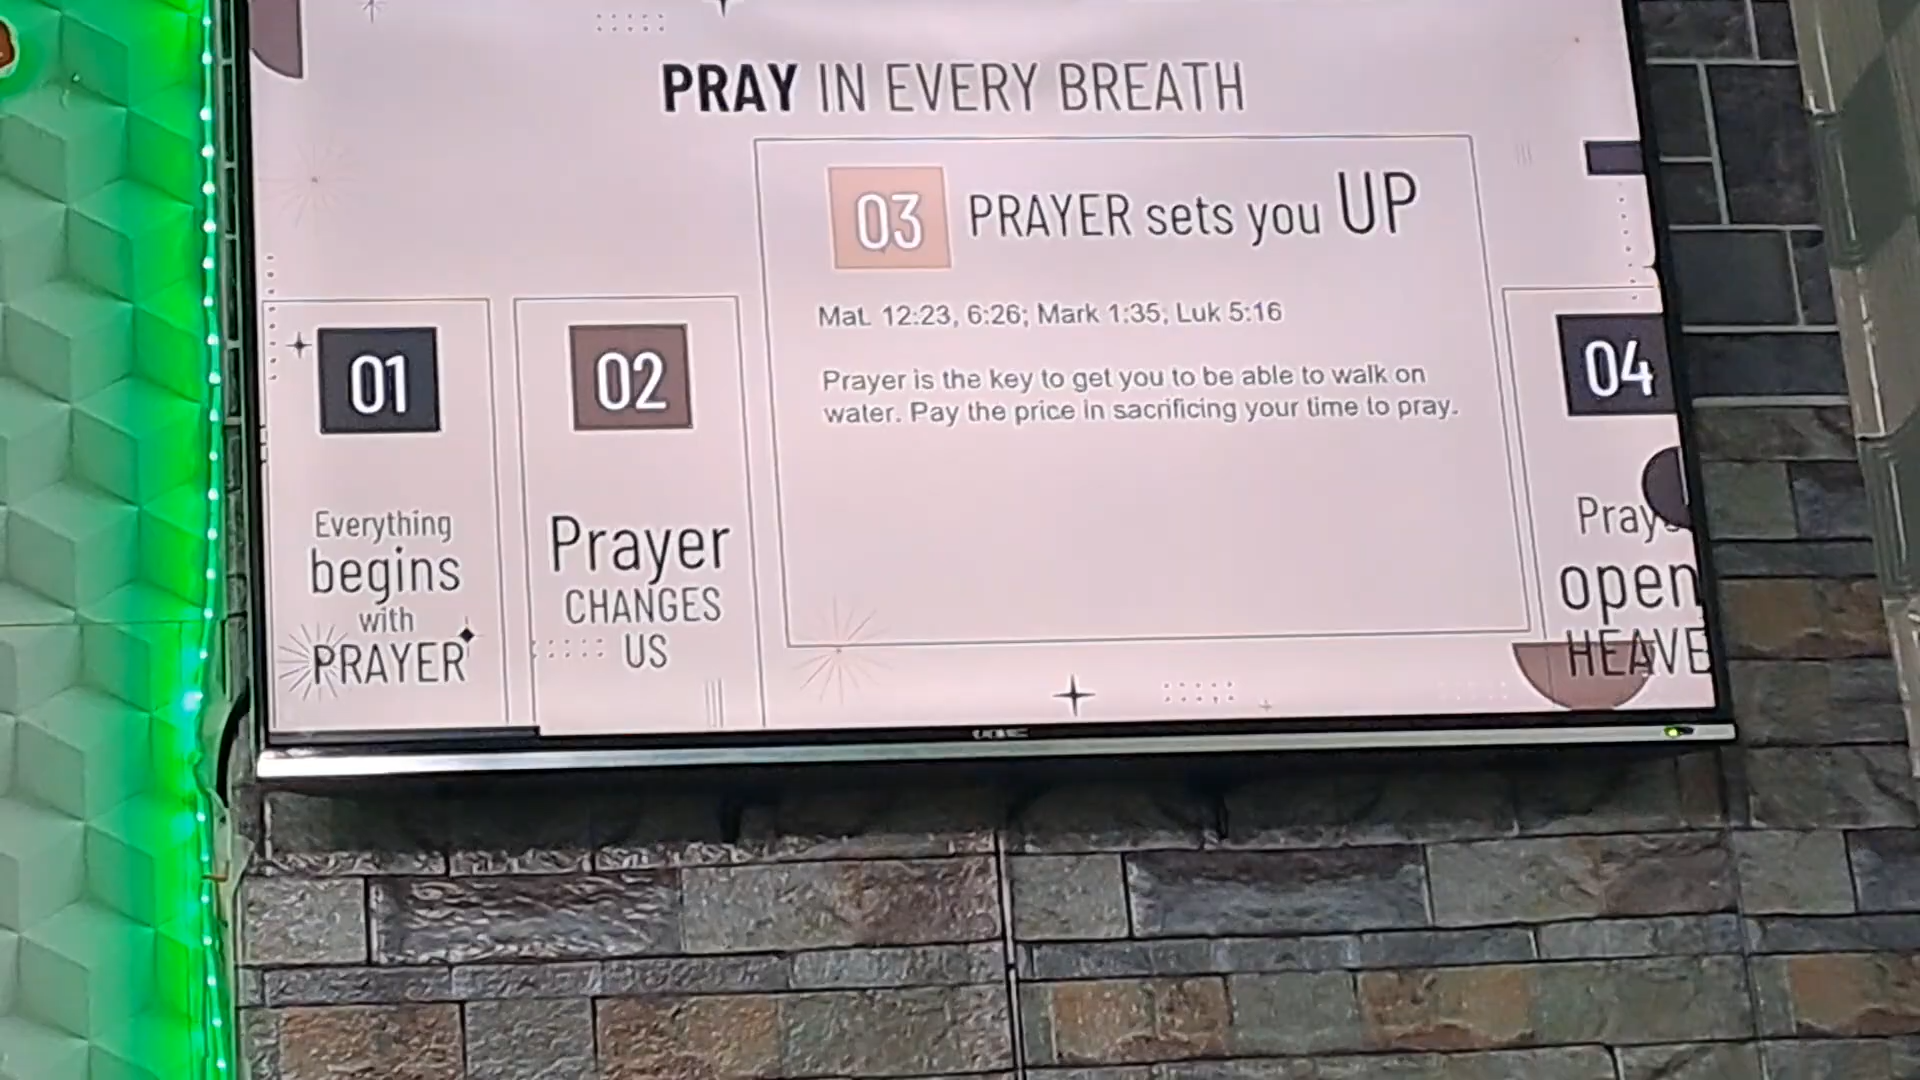 PRAY IN EVERY BREATH
01
Everything
begins
with
PRAYER
02
Prayer
CHANGES
US
03 PRAYER sets you UP
Mat. 12:23, 6:26; Mark 1:35, Luk 5:16
Prayer is the key to get you to be able to walk on
water. Pay the price in sacrificing your time to pray.
04
Pray
open
HEAVE